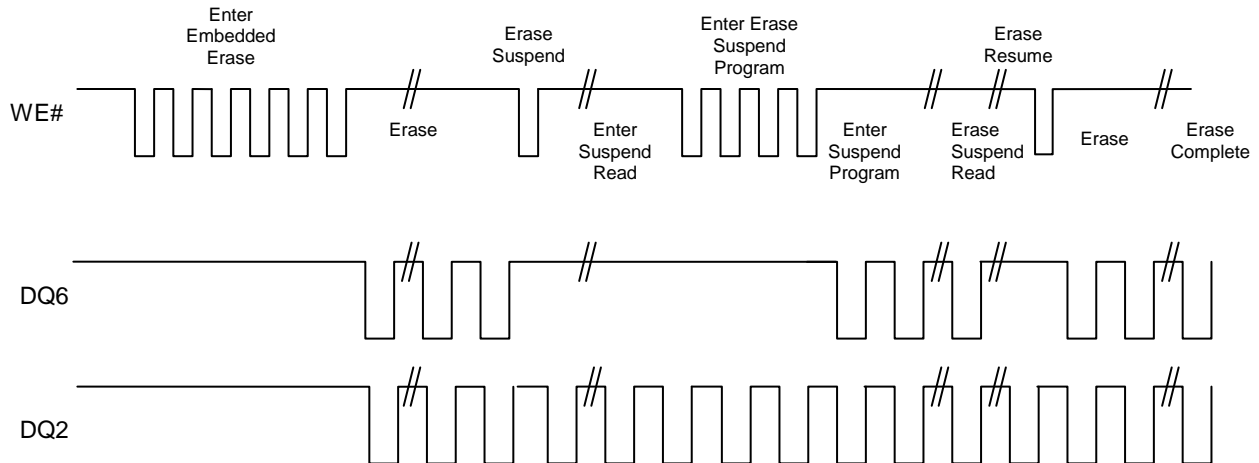 Enter
Embedded
Erase
Erase
Suspend
Enter Erase
Suspend
Program
Erase
Resume
WE#
Erase
Enter
Suspend
Read
Enter
Suspend
Program
Erase
Suspend
Read
Erase
Erase
Complete
DQ6
DQ2